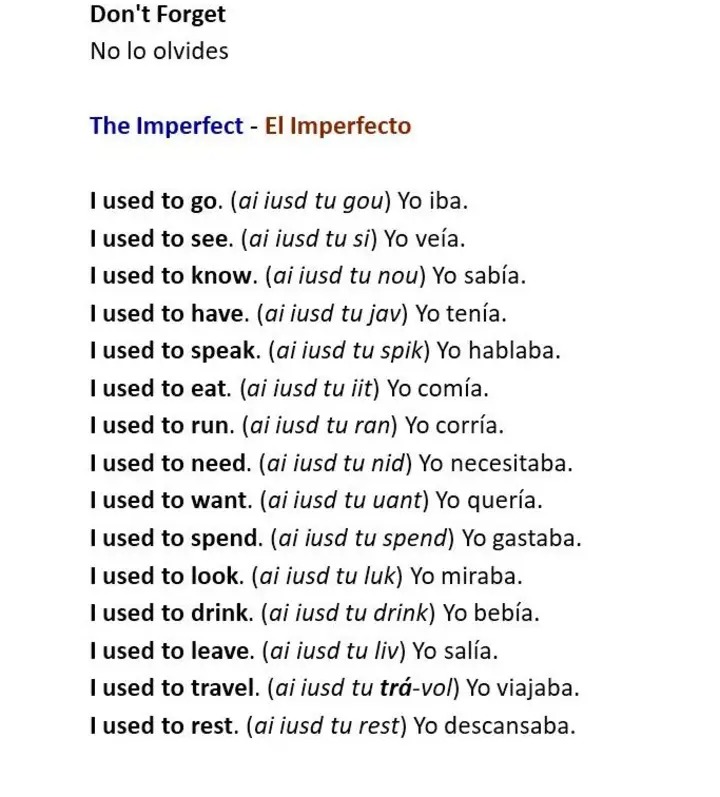 Don't Forget
No lo olvides
The Imperfect - El Imperfecto
I used to go. (ai iusd tu gou) Yo iba.
I used to see. (ai iusd tu si) Yo veía.
I used to know. (ai iusd tu nou) Yo sabía.
I used to have. (ai iusd tu jav) Yo tenía.
I used to speak. (ai iusd tu spik) Yo hablaba.
I used to eat. (ai iusd tu iit) Yo comía.
I used to run. (ai iusd tu ran) Yo corría.
I used to need. (ai iusd tu nid) Yo necesitaba.
I used to want. (ai iusd tu uant) Yo quería.
I used to spend. (ai iusd tu spend) Yo gastaba.
I used to look. (ai iusd tu luk) Yo miraba.
I used to drink. (ai iusd tu drink) Yo bebía.
I used to leave. (ai iusd tu liv) Yo salía.
I used to travel. (ai iusd tu trá-vol) Yo viajaba.
I used to rest. (ai iusd tu rest) Yo descansaba.